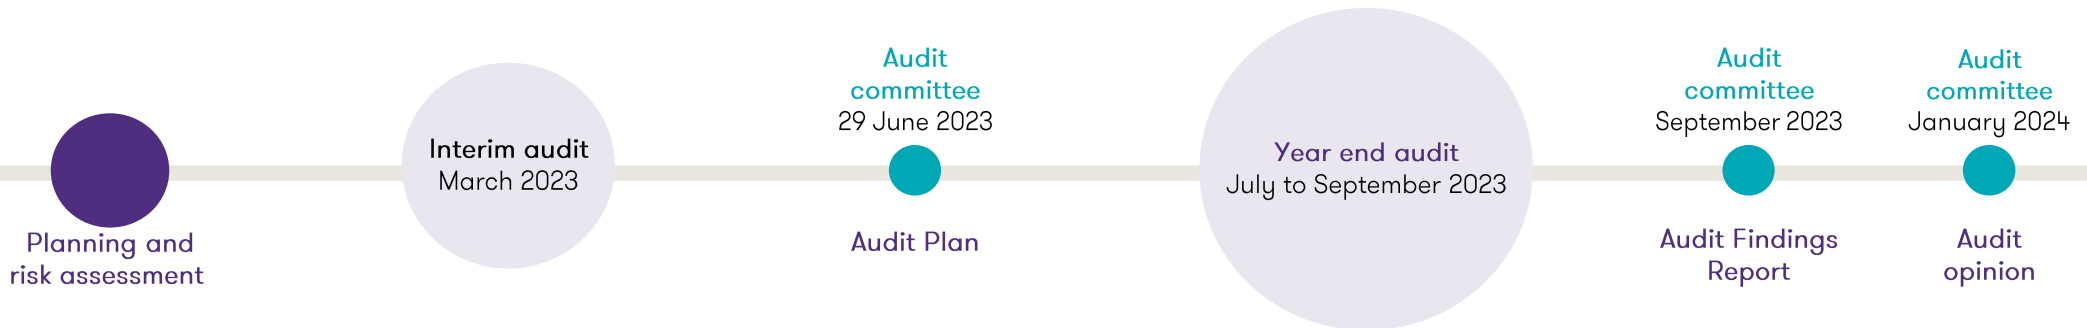 Planning and
risk assessment
Interim audit
March 2023
Audit
committee
29 June 2023
Audit Plan
Year end audit
July to September 2023
Audit
committee
September 2023
Audit Findings
Report
Audit
committee
January 2024
Audit
opinion